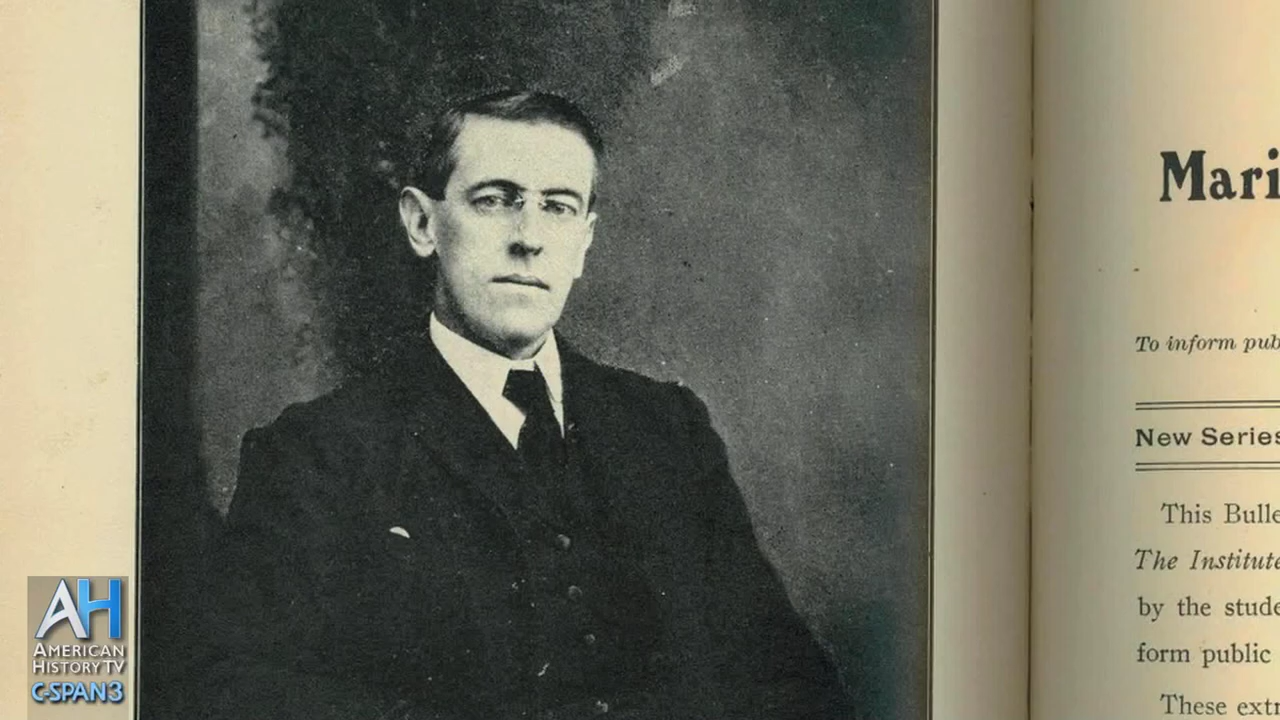 Mari
To inform pub
New Series
This Bulle
The Institute
by the stude
form public
These extr
AH
AMERICAN
HISTORY TV
C-SPAN3